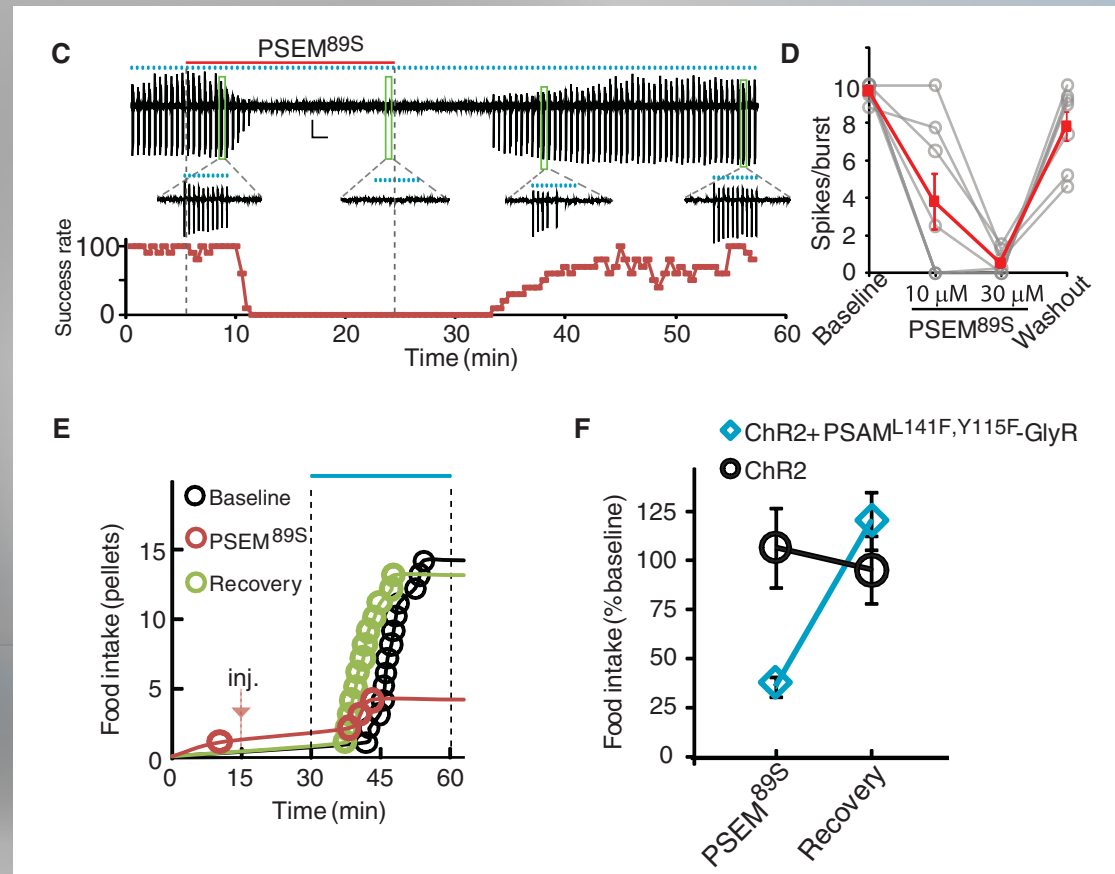 C
PSEM89S
Success rate
100
0
0 10 20 30 40 50 60
Time (min)
D
Spikes/burst
10
8
6
4
2
0
Baseline
10 µM 30 µM
PSEM89S
Washout
E
Food intake (pellets)
15
10
5
0
Baseline
PSEM89S
Recovery
inj.
0 15 30 45 60
Time (min)
F
ChR2+PSAML141F,Y115F-GlyR
ChR2
Food intake (% baseline)
125
100
75
50
25
0
PSEM89S
Recovery